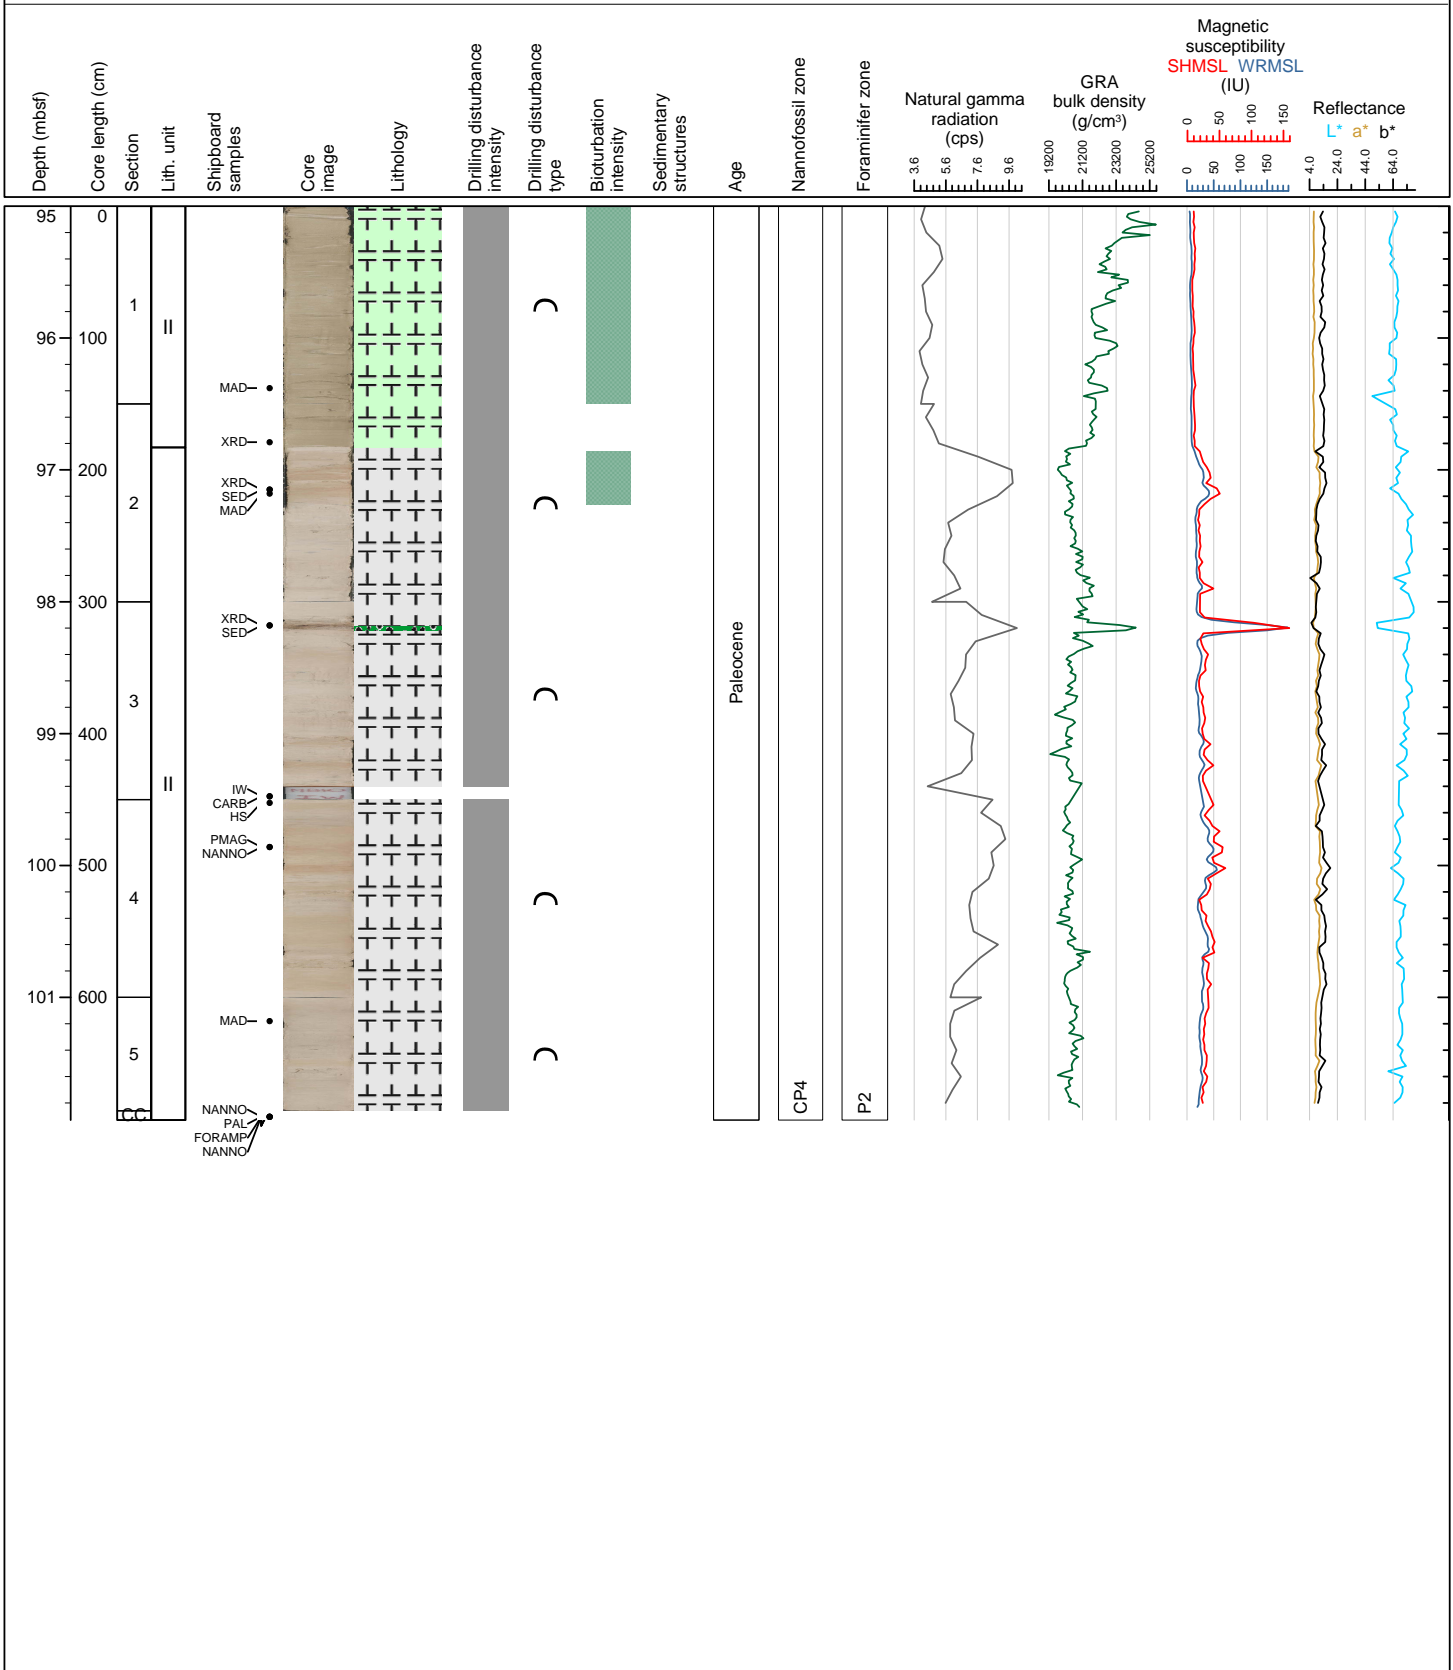 Depth (mbsf)
Core length (cm)
Section
Lith. unit
Shipboard
samples
Core
image
Lithology
Drilling disturbance
intensity
Drilling disturbance
type
Bioturbation
intensity
Sedimentary
structures
Age
Nannofossil zone
Foraminifer zone
Natural gamma
radiation
(cps)
3.6 5.6 7.6 9.6
GRA
bulk density
(g/cm³)
19200 21200 23200 25200
Magnetic
susceptibility
SHMSL WRMSL
(IU)
0 50 100 150
0 50 100 150
Reflectance
L* a* b*
4.0 24.0 44.0 64.0
95 0
1
II
96 100
MAD
XRD
97 200
XRD
SED
2
MAD
98 300
XRD
SED
3
Paleocene
99 400
II
IW
CARB
HS
PMAG
NANNO
100 500
4
101 600
MAD
5
CC
NANNO
PAL
FORAMP
NANNO
CP4
P2